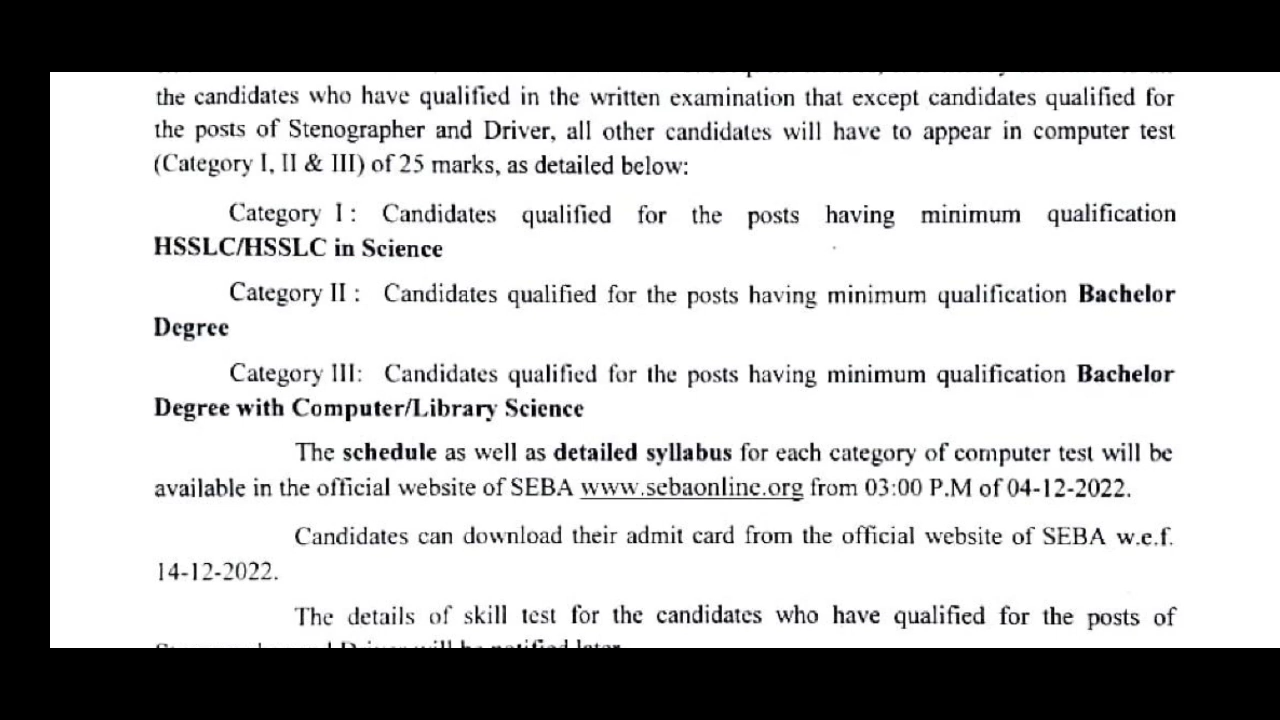 the candidates who have qualified in the written examination that except candidates qualified for
the posts of Stenographer and Driver, all other candidates will have to appear in computer test
(Category I, II & III) of 25 marks, as detailed below:
Category I : Candidates qualified for the posts having minimum qualification
HSSLC/HSSLC in Science
Category II : Candidates qualified for the posts having minimum qualification Bachelor
Degree
Category III: Candidates qualified for the posts having minimum qualification Bachelor
Degree with Computer/Library Science
The schedule as well as detailed syllabus for each category of computer test will be
available in the official website of SEBA www.sebaonline.org from 03:00 P.M of 04-12-2022.
Candidates can download their admit card from the official website of SEBA w.e.f.
14-12-2022.
The details of skill test for the candidates who have qualified for the posts of
Stenographer and Driver will be notified later.